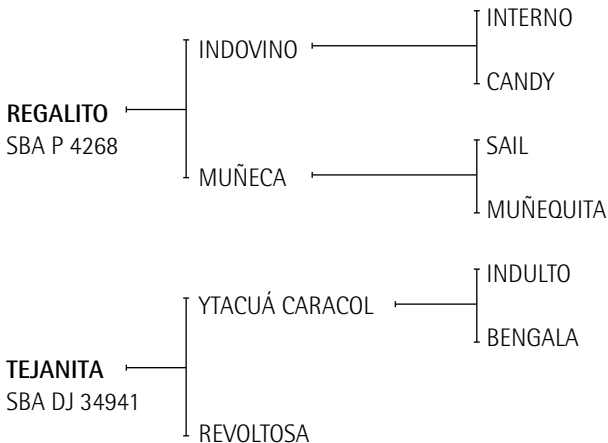 REGALITO
SBA P 4268
INDOVINO
MUÑECA
INTERNO
CANDY
SAIL
MUÑEQUITA
TEJANITA
SBA DJ 34941
YTACUÁ CARACOL
REVOLTOSA
INDULTO
BENGALA